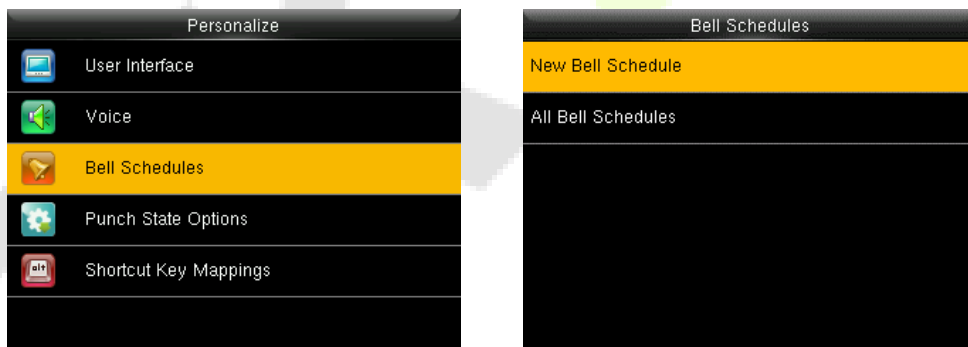 Personalize
User Interface
Voice
Bell Schedules
Punch State Options
alt
Shortcut Key Mappings
Bell Schedules
New Bell Schedule
All Bell Schedules